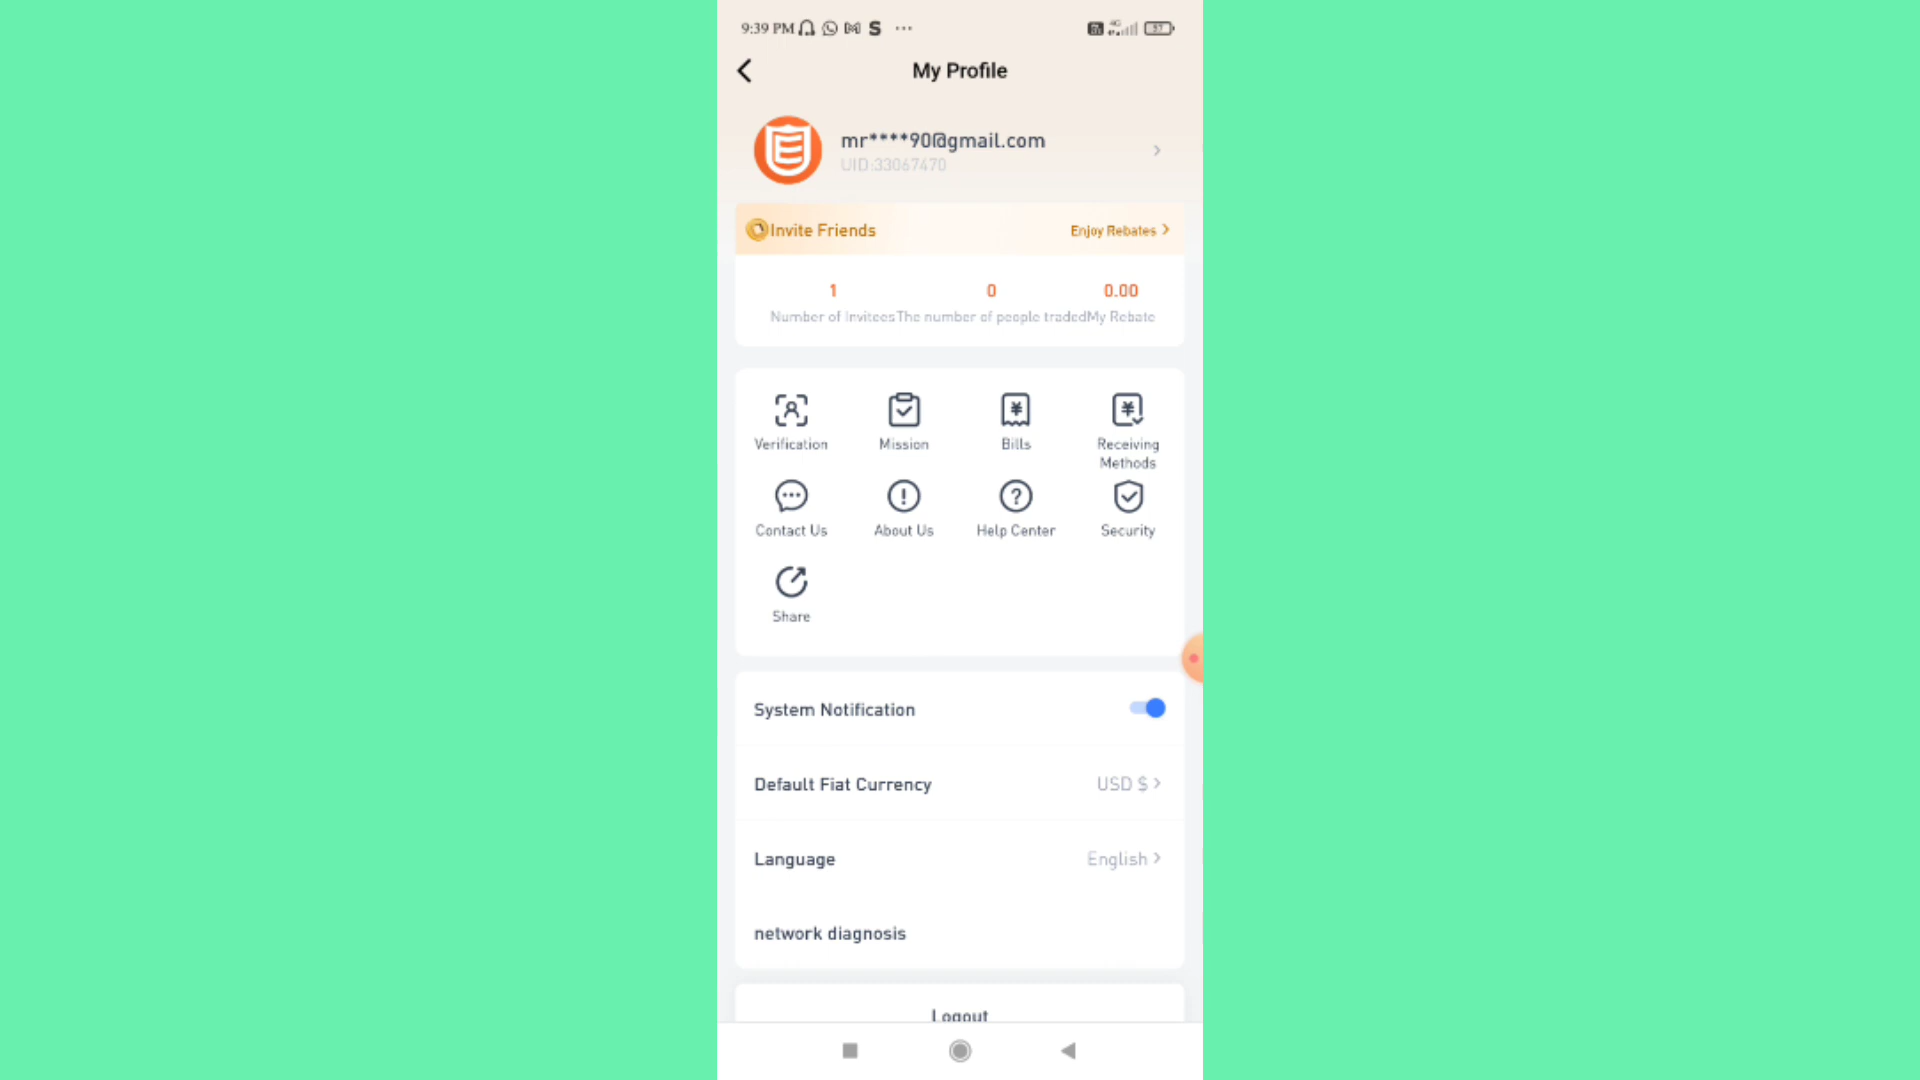 9:39 PM
57
My Profile
mr****90@gmail.com
UID:33067470
Invite Friends
Enjoy Rebates
1
0
0.00
Number of Invitees The number of people traded My Rebate
Verification
Mission
Bills
Receiving
Methods
Contact Us
About Us
Help Center
Security
Share
System Notification
Default Fiat Currency
USD $
Language
English
network diagnosis
Logout